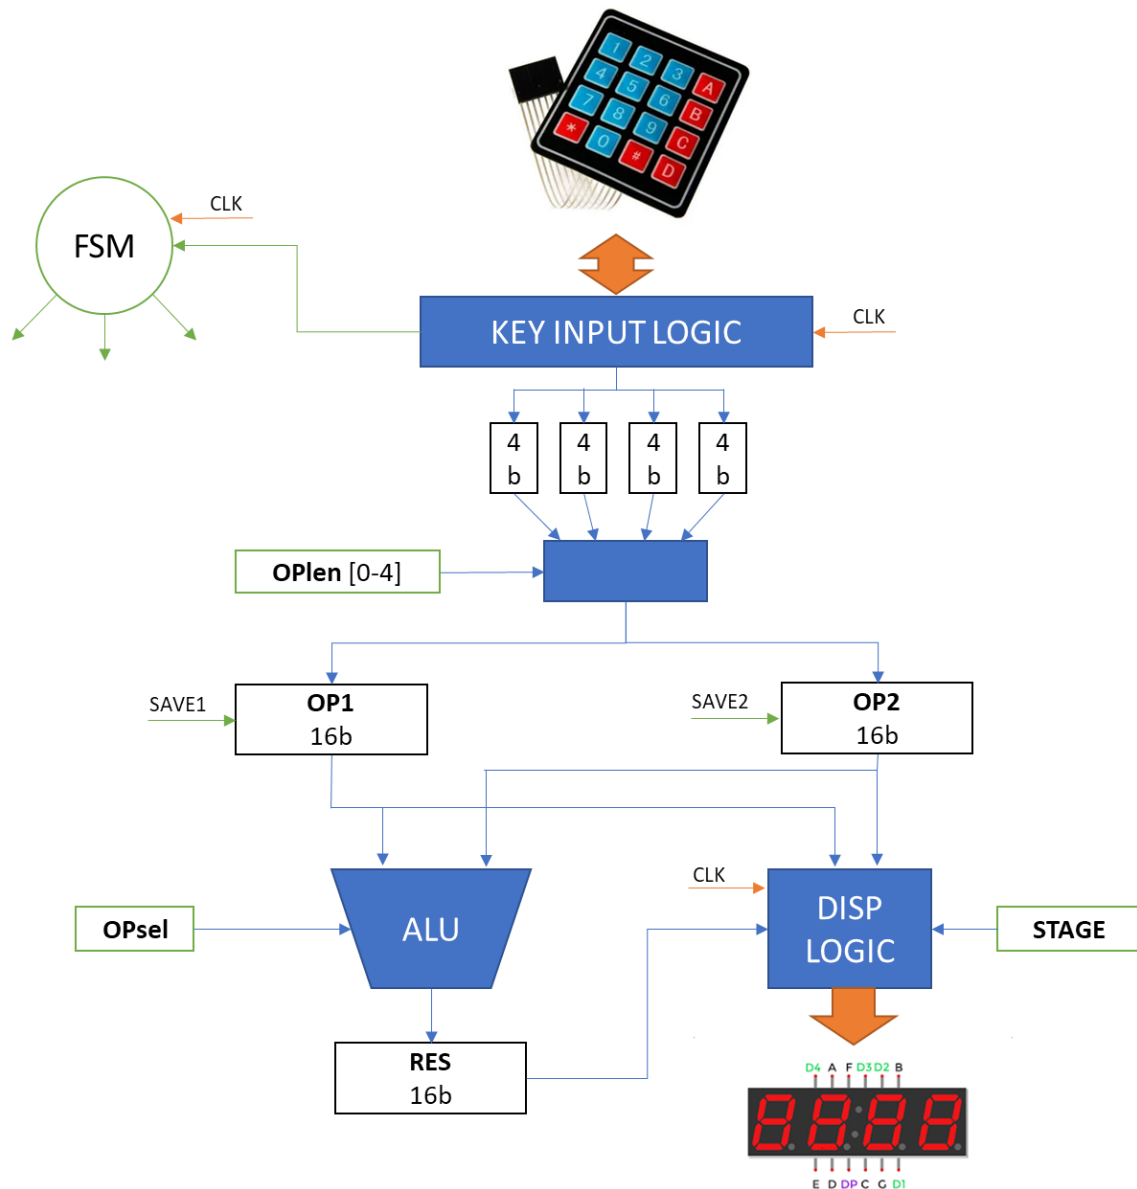 1 2 3 A
4 5 6 B
7 8 9 C
* 0 # D
CLK
FSM
KEY INPUT LOGIC
CLK
4
b
4
b
4
b
4
b
OPlen [0-4]
SAVE1
OP1
16b
SAVE2
OP2
16b
OPsel
ALU
CLK
DISP
LOGIC
STAGE
RES
16b
D4 A F D3 D2 B
8888
E D DP C G D1